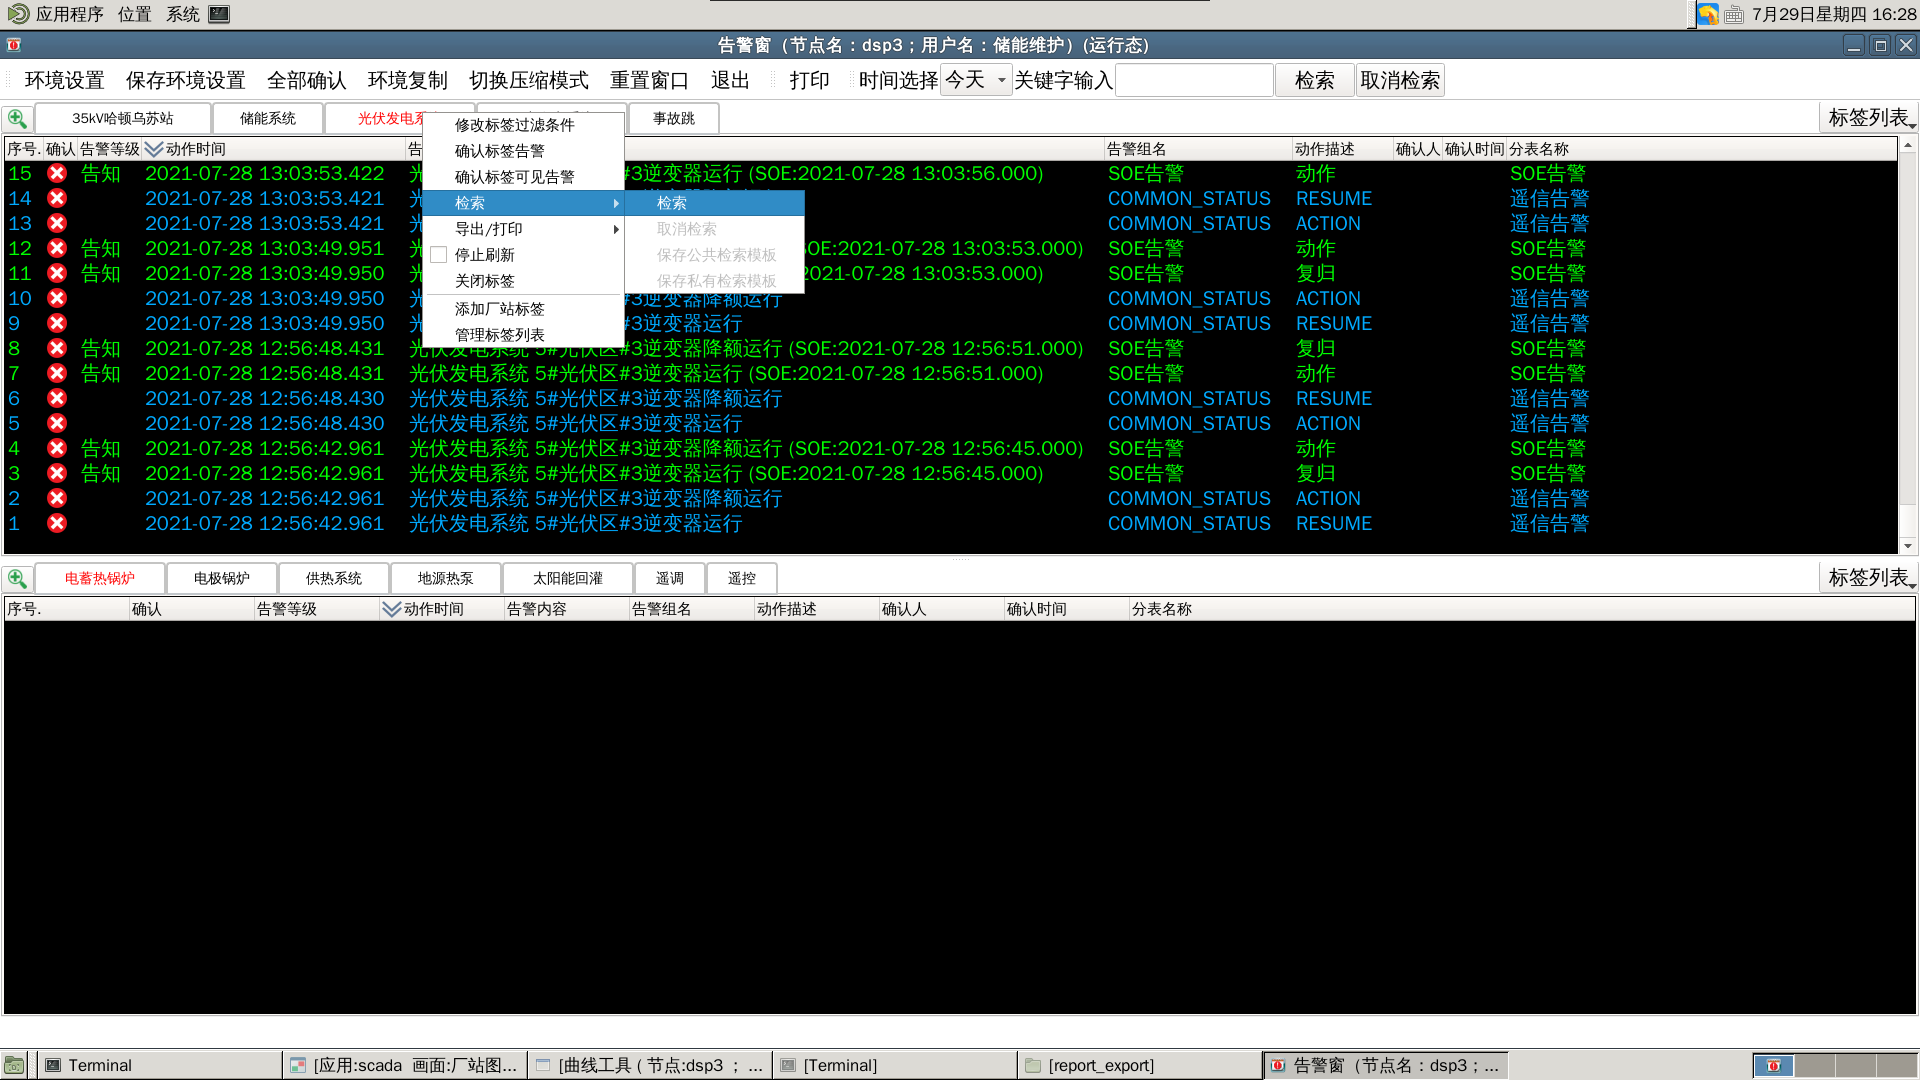 应用程序 位置 系统 7月29日星期四 16:28
告警窗（节点名：dsp3；用户名：储能维护）(运行态)
环境设置 保存环境设置 全部确认 环境复制 切换压缩模式 重置窗口 退出 打印 时间选择 今天 关键字输入 检索 取消检索
35kV哈顿乌苏站 储能系统 光伏发电系 事故跳 标签列表
序号. 确认 告警等级 动作时间 告 告警组名 动作描述 确认人 确认时间 分表名称
15 告知 2021-07-28 13:03:53.422 光 #3逆变器运行 (SOE:2021-07-28 13:03:56.000) SOE告警 动作 SOE告警
14 2021-07-28 13:03:53.421 光 COMMON_STATUS RESUME 遥信告警
13 2021-07-28 13:03:53.421 光 COMMON_STATUS ACTION 遥信告警
12 告知 2021-07-28 13:03:49.951 光 SOE:2021-07-28 13:03:53.000) SOE告警 动作 SOE告警
11 告知 2021-07-28 13:03:49.950 光 2021-07-28 13:03:53.000) SOE告警 复归 SOE告警
10 2021-07-28 13:03:49.950 光 #3逆变器降额运行 COMMON_STATUS ACTION 遥信告警
9 2021-07-28 13:03:49.950 光 #3逆变器运行 COMMON_STATUS RESUME 遥信告警
8 告知 2021-07-28 12:56:48.431 光伏发电系统 5#光伏区#3逆变器降额运行 (SOE:2021-07-28 12:56:51.000) SOE告警 复归 SOE告警
7 告知 2021-07-28 12:56:48.431 光伏发电系统 5#光伏区#3逆变器运行 (SOE:2021-07-28 12:56:51.000) SOE告警 动作 SOE告警
6 2021-07-28 12:56:48.430 光伏发电系统 5#光伏区#3逆变器降额运行 COMMON_STATUS RESUME 遥信告警
5 2021-07-28 12:56:48.430 光伏发电系统 5#光伏区#3逆变器运行 COMMON_STATUS ACTION 遥信告警
4 告知 2021-07-28 12:56:42.961 光伏发电系统 5#光伏区#3逆变器降额运行 (SOE:2021-07-28 12:56:45.000) SOE告警 动作 SOE告警
3 告知 2021-07-28 12:56:42.961 光伏发电系统 5#光伏区#3逆变器运行 (SOE:2021-07-28 12:56:45.000) SOE告警 复归 SOE告警
2 2021-07-28 12:56:42.961 光伏发电系统 5#光伏区#3逆变器降额运行 COMMON_STATUS ACTION 遥信告警
1 2021-07-28 12:56:42.961 光伏发电系统 5#光伏区#3逆变器运行 COMMON_STATUS RESUME 遥信告警
修改标签过滤条件
确认标签告警
确认标签可见告警
检索
导出/打印
停止刷新
关闭标签
添加厂站标签
管理标签列表
检索
取消检索
保存公共检索模板
保存私有检索模板
电蓄热锅炉 电极锅炉 供热系统 地源热泵 太阳能回灌 遥调 遥控 标签列表
序号. 确认 告警等级 动作时间 告警内容 告警组名 动作描述 确认人 确认时间 分表名称
Terminal [应用:scada 画面:厂站图... [曲线工具 ( 节点:dsp3 ； ... [Terminal] [report_export] 告警窗（节点名：dsp3；...